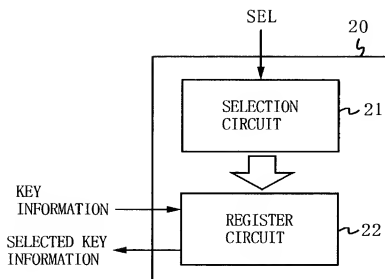 SEL
20
SELECTION
CIRCUIT
21
KEY
INFORMATION
SELECTED KEY
INFORMATION
REGISTER
CIRCUIT
22